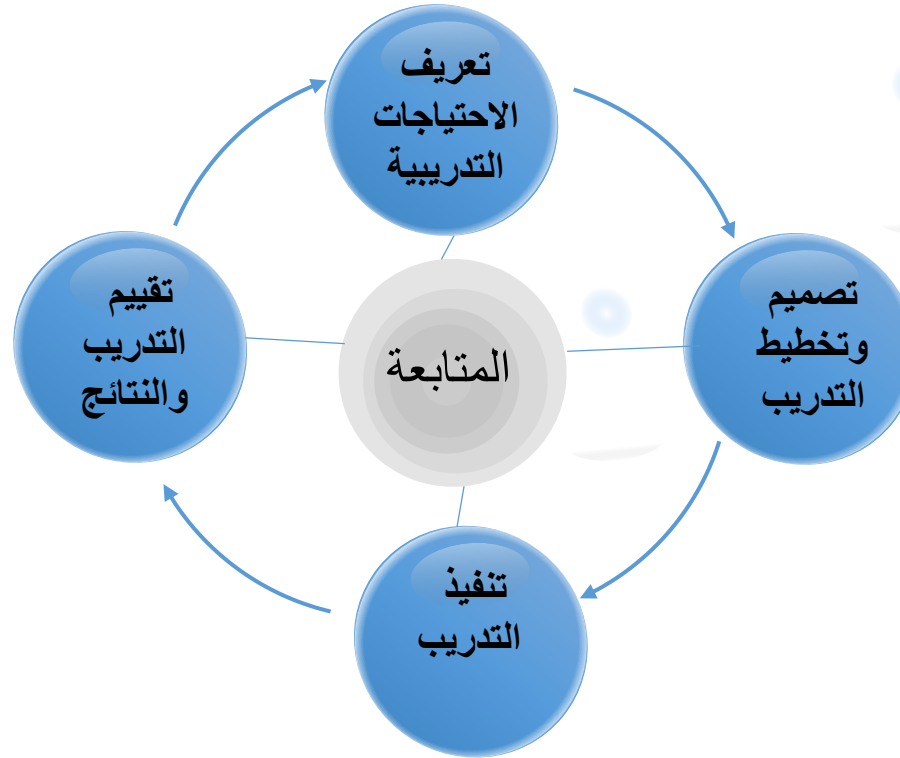 تعريف
الاحتياجات
التدريبية
تصميم
وتخطيط
التدريب
تنفيذ
التدريب
تقييم
التدريب
والنتائج
المتابعة